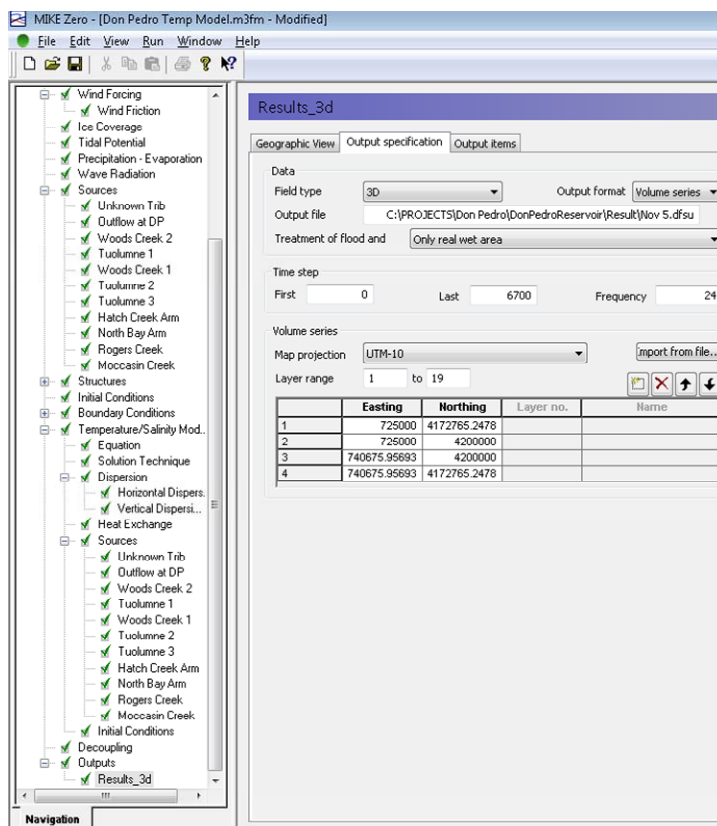 MIKE Zero - [Don Pedro Temp Model.m3fm - Modified]
File Edit View Run Window Help
Wind Forcing
Wind Friction
Ice Coverage
Tidal Potential
Precipitation - Evaporation
Wave Radiation
Sources
Unknown Trib
Outflow at DP
Woods Creek 2
Tuolumne 1
Woods Creek 1
Tuolumne 2
Tuolumne 3
Hatch Creek Arm
North Bay Arm
Rogers Creek
Moccasin Creek
Structures
Initial Conditions
Boundary Conditions
Temperature/Salinity Mod..
Equation
Solution Technique
Dispersion
Horizontal Dispers.
Vertical Dispersi...
Heat Exchange
Sources
Unknown Trib
Outflow at DP
Woods Creek 2
Tuolumne 1
Woods Creek 1
Tuolumne 2
Tuolumne 3
Hatch Creek Arm
North Bay Arm
Rogers Creek
Moccasin Creek
Initial Conditions
Decoupling
Outputs
Results_3d
Navigation
Results_3d
Geographic View Output specification Output items
Data
Field type 3D Output format Volume series
Output file C:\PROJECTS\Don Pedro\DonPedroReservoir\Result\Nov 5.dfsu
Treatment of flood and Only real wet area
Time step
First 0 Last 6700 Frequency 24
Volume series
Map projection UTM-10 Import from file..
Layer range 1 to 19
Easting Northing Layer no. Name
1 725000 4172765.2478
2 725000 4200000
3 740675.95693 4200000
4 740675.95693 4172765.2478